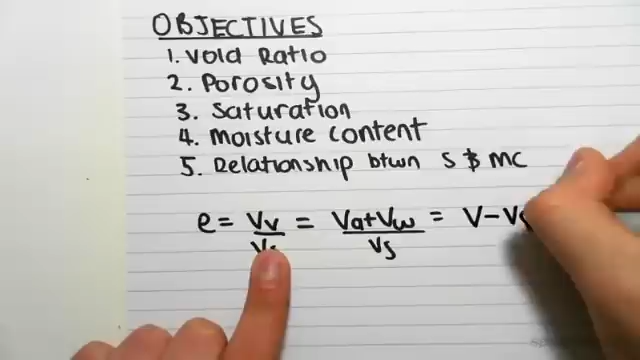 OBJECTIVES
1. Void Ratio
2. Porosity
3. Saturation
4. Moisture content
5. Relationship btwn S & MC
e = Vv/Vs = Va+Vw/Vs = V-Vs